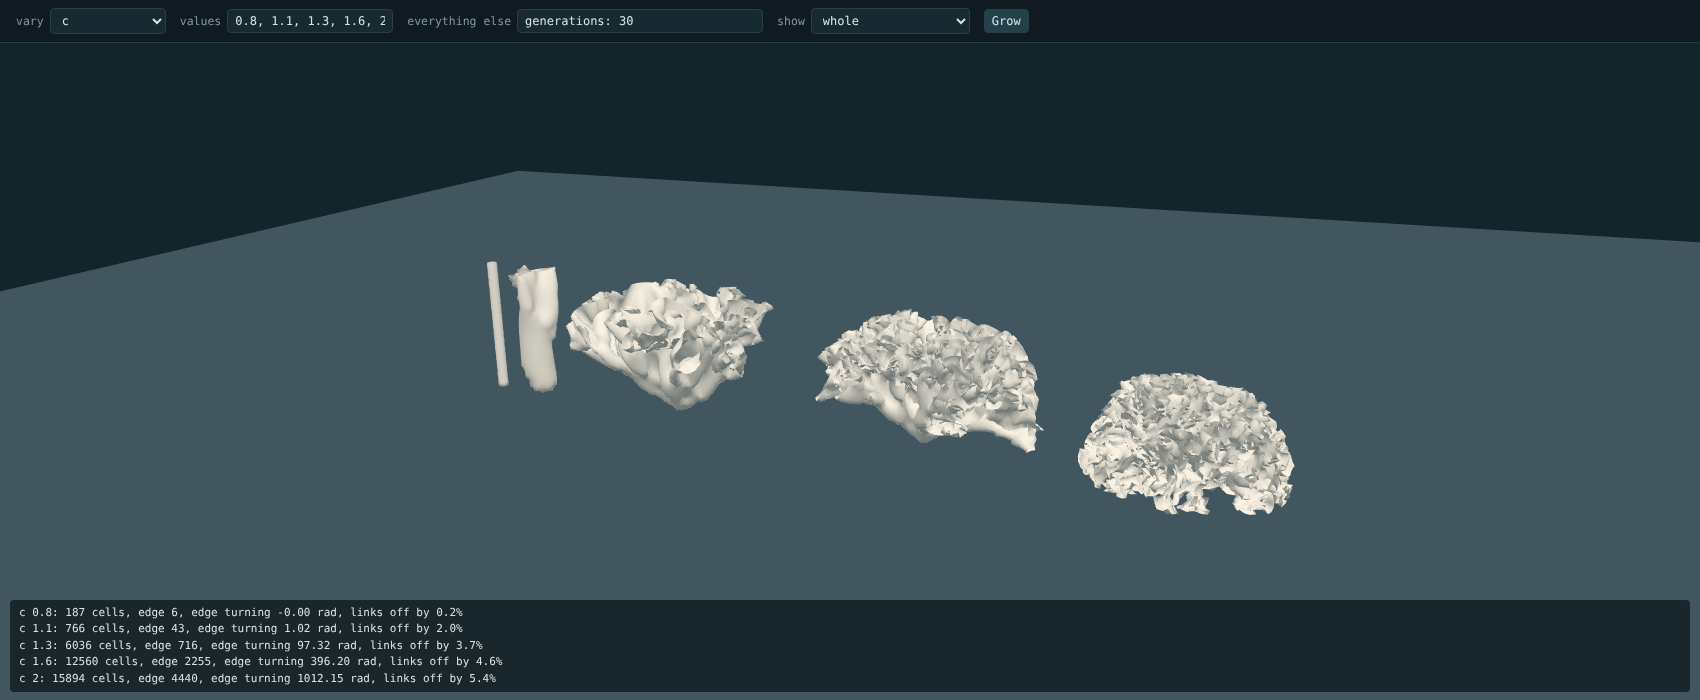 vary c values 0.8, 1.1, 1.3, 1.6, 2 everything else generations: 30 show whole Grow
c 0.8: 187 cells, edge 6, edge turning -0.00 rad, links off by 0.2%
c 1.1: 766 cells, edge 43, edge turning 1.02 rad, links off by 2.0%
c 1.3: 6036 cells, edge 716, edge turning 97.32 rad, links off by 3.7%
c 1.6: 12560 cells, edge 2255, edge turning 396.20 rad, links off by 4.6%
c 2: 15894 cells, edge 4440, edge turning 1012.15 rad, links off by 5.4%